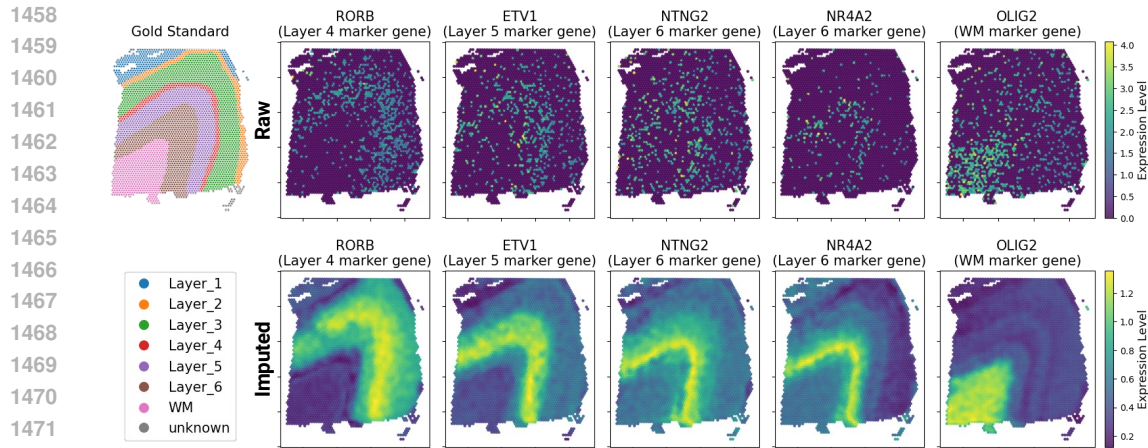 1458
1459
1460
1461
1462
1463
1464
1465
1466
1467
1468
1469
1470
1471
Gold Standard
RORB
(Layer 4 marker gene)
ETV1
(Layer 5 marker gene)
NTNG2
(Layer 6 marker gene)
NR4A2
(Layer 6 marker gene)
OLIG2
(WM marker gene)
Raw
4.0
3.5
3.0
2.5
2.0
1.5
1.0
0.5
0.0
Expression Level
Layer_1
Layer_2
Layer_3
Layer_4
Layer_5
Layer_6
WM
unknown
RORB
(Layer 4 marker gene)
ETV1
(Layer 5 marker gene)
NTNG2
(Layer 6 marker gene)
NR4A2
(Layer 6 marker gene)
OLIG2
(WM marker gene)
Imputed
1.2
1.0
0.8
0.6
0.4
0.2
Expression Level